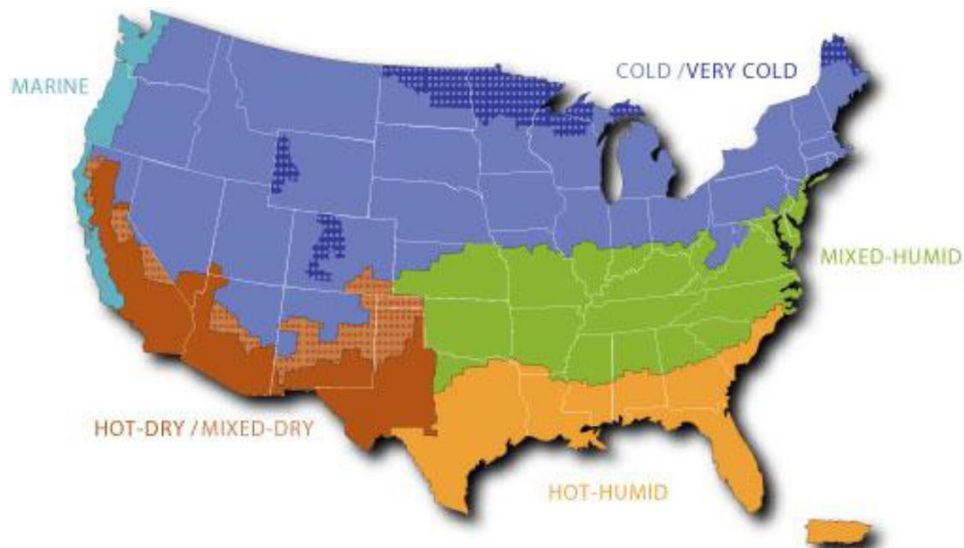 MARINE
COLD / VERY COLD
MIXED-HUMID
HOT-DRY / MIXED-DRY
HOT-HUMID